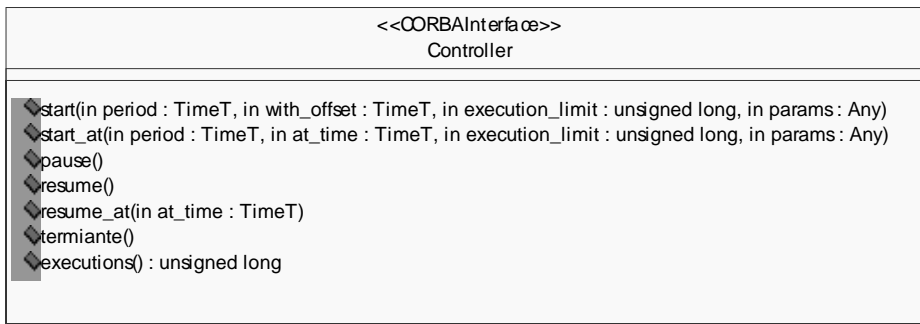 <<CORBAInterface>>
Controller
start(in period : TimeT, in with_offset : TimeT, in execution_limit : unsigned long, in params : Any)
start_at(in period : TimeT, in at_time : TimeT, in execution_limit : unsigned long, in params : Any)
pause()
resume()
resume_at(in at_time : TimeT)
termiante()
executions() : unsigned long